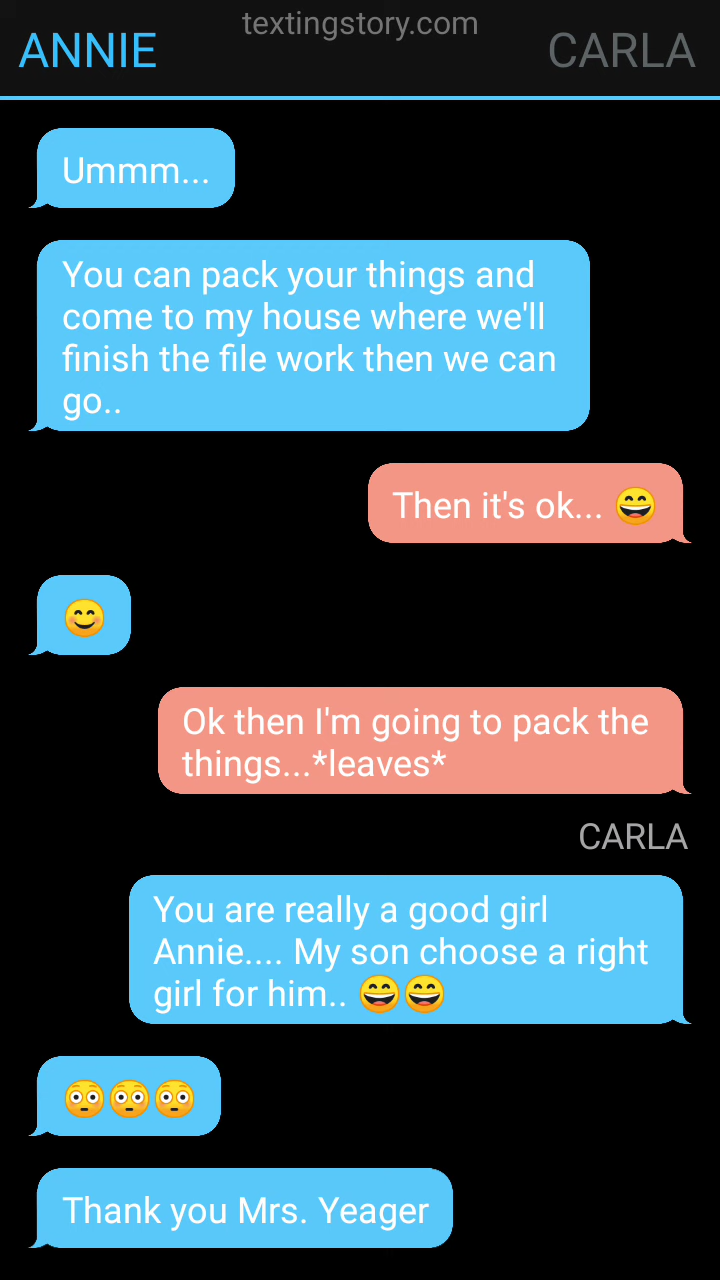 textingstory.com
ANNIE
CARLA
Ummm...
You can pack your things and
come to my house where we'll
finish the file work then we can
go..
Then it's ok... 😄
😊
Ok then I'm going to pack the
things...*leaves*
CARLA
You are really a good girl
Annie.... My son choose a right
girl for him.. 😄😄
😳😳😳
Thank you Mrs. Yeager